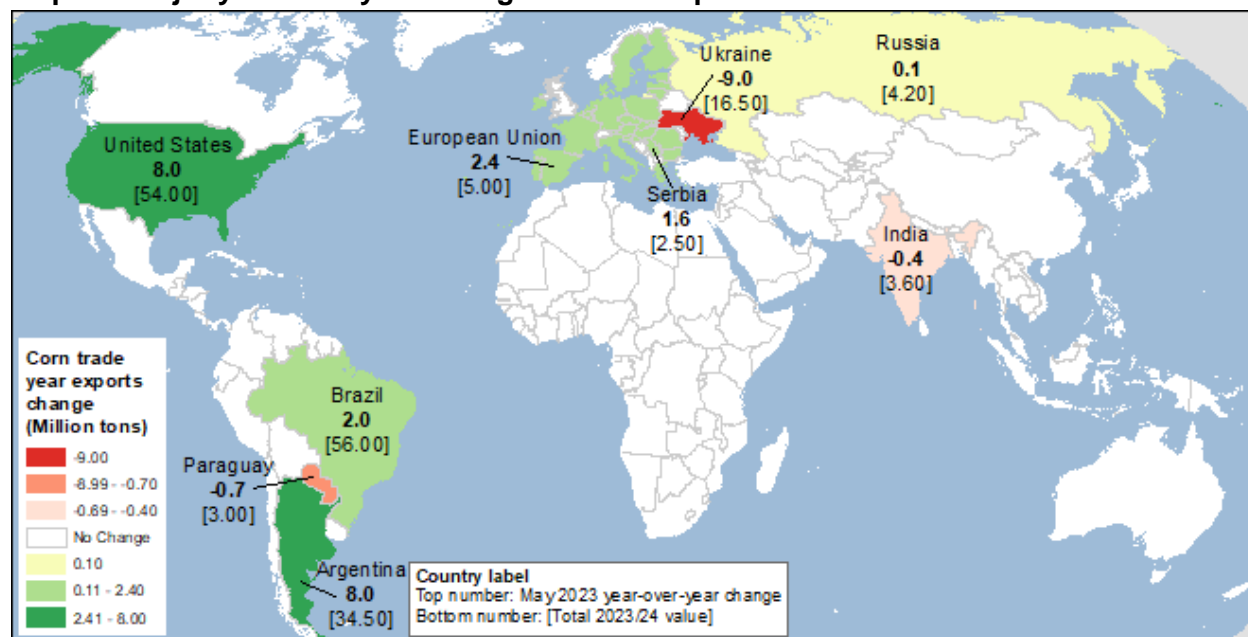 Ukraine
-9.0
[16.50]
Russia
0.1
[4.20]
United States
8.0
[54.00]
European Union
2.4
[5.00]
Serbia
1.6
[2.50]
India
-0.4
[3.60]
Corn trade
year exports
change
(Million tons)
-9.00
-8.99 - -0.70
-0.69 - -0.40
No Change
0.10
0.11 - 2.40
2.41 - 8.00
Brazil
2.0
[56.00]
Paraguay
-0.7
[3.00]
Argentina
8.0
[34.50]
Country label
Top number: May 2023 year-over-year change
Bottom number: [Total 2023/24 value]